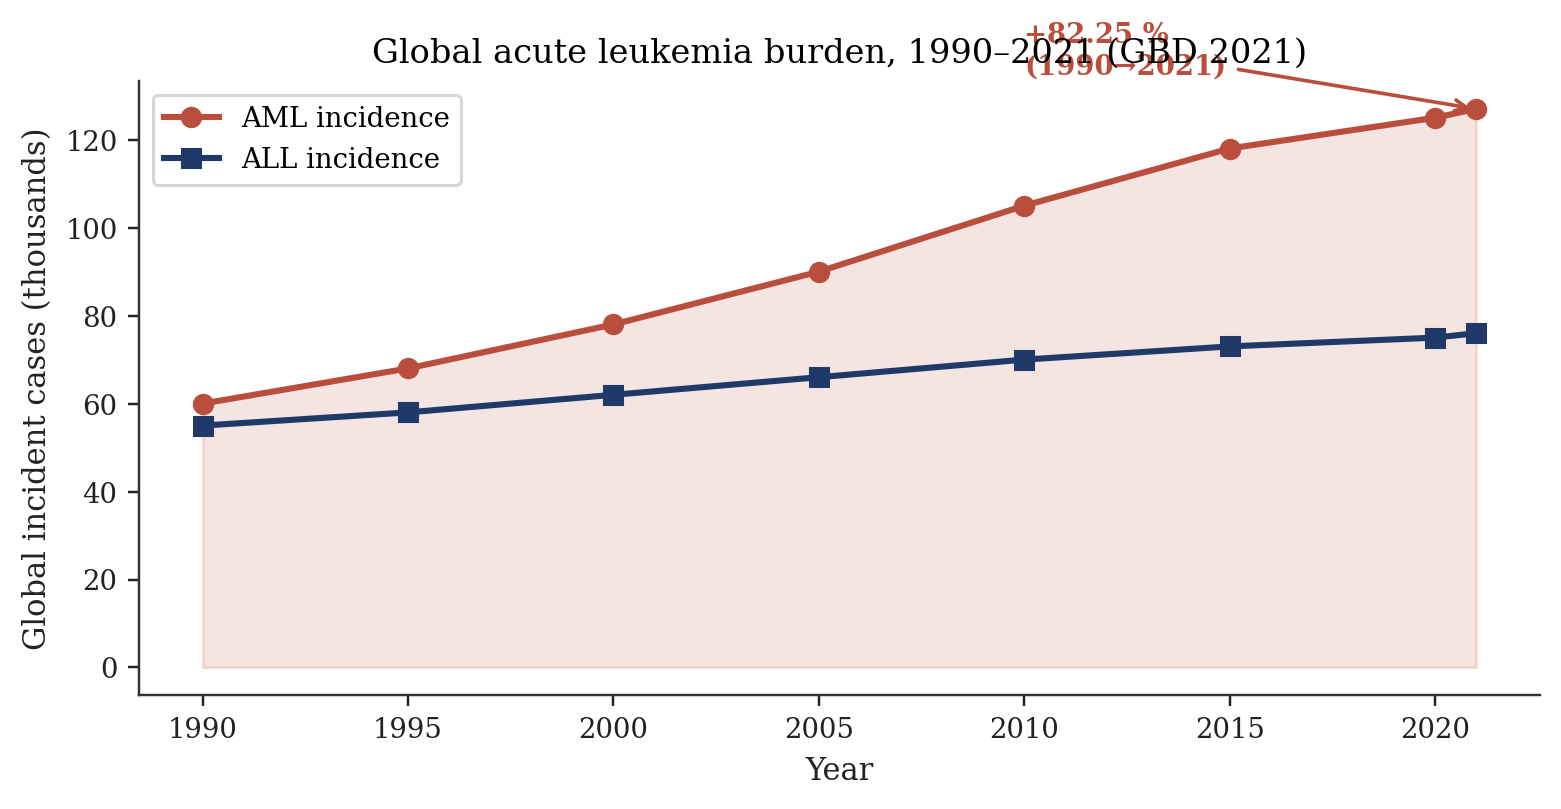 +82.25 %
Global acute leukemia burden, 1990–2021 (GBD 2021)
(1990→2021)
AML incidence
ALL incidence
Global incident cases (thousands)
120
100
80
60
40
20
0
1990 1995 2000 2005 2010 2015 2020
Year